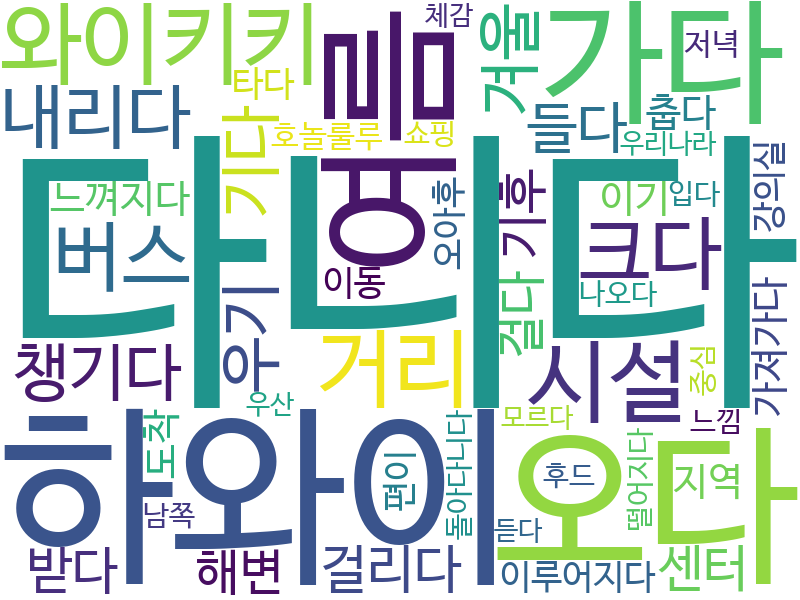 와이키키
여름
체감
겨울
가다
저녁
내리다
타다
기다
호놀룰루
쇼핑
들다
춥다
우리나라
다니다
느껴지다
버스
오아후
기후
이기
입다
강의실
크다
이동
걷다
나오다
우기
챙기다
거리
시설
중심
가져가다
우산
모르다
느낌
하와이
도착
편이
돌아다니다
오다
후드
떨어지다
지역
남쪽
듣다
받다
해변
걸리다
이루어지다
센터